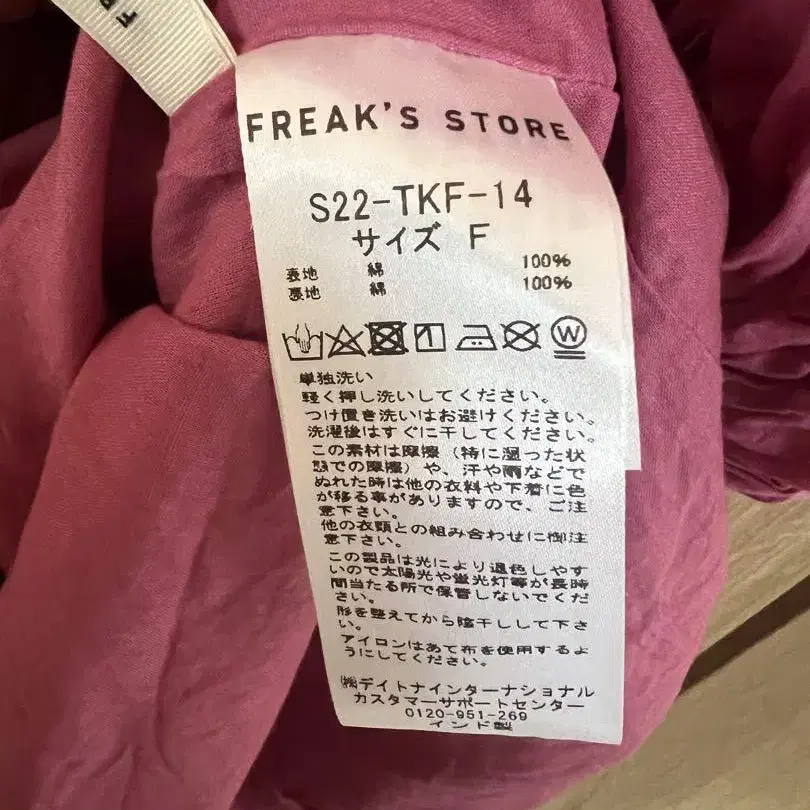 FREAK'S STORE
S22-TKF-14
サイズ F
表地 綿 100%
裏地 綿 100%
W
単独洗い
軽く押し洗いしてください。
つけ置き洗いはお避けください。
洗濯後はすぐに干してください。
この素材は摩擦（特に湿った状
態での摩擦）や、汗や雨などで
ぬれた時は他の衣料や下着に色
が移る事がありますので、ご注
意下さい。
他の衣類との組み合わせに御注
意下さい。
この製品は光により退色しやす
いので太陽光や蛍光灯等が長時
間当たる所で保管しないでくだ
さい。
形を整えてから陰干しして下さ
い。
アイロンはあて布を使用するよ
うにしてください。
㈱デイトナインターナショナル
カスタマーサポートセンター
0120-951-269
インド製